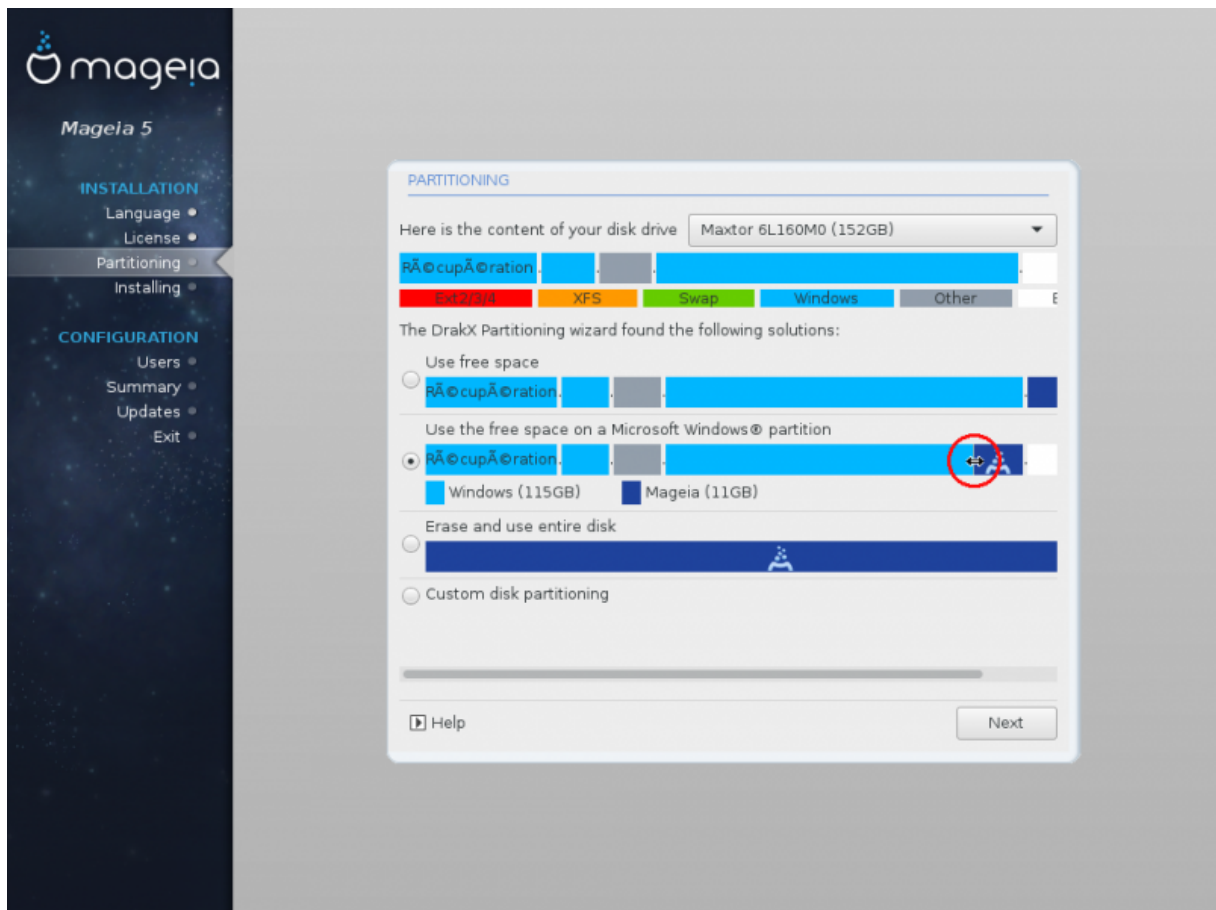 mageia
Mageia 5
INSTALLATION
Language
License
Partitioning
Installing
CONFIGURATION
Users
Summary
Updates
Exit
PARTITIONING
Here is the content of your disk drive Maxtor 6L160M0 (152GB)
RÃ©cupÃ©ration
Ext2/3/4 XFS Swap Windows Other E
The DrakX Partitioning wizard found the following solutions:
Use free space
RÃ©cupÃ©ration
Use the free space on a Microsoft Windows® partition
RÃ©cupÃ©ration
Windows (115GB) Mageia (11GB)
Erase and use entire disk
Custom disk partitioning
Help Next